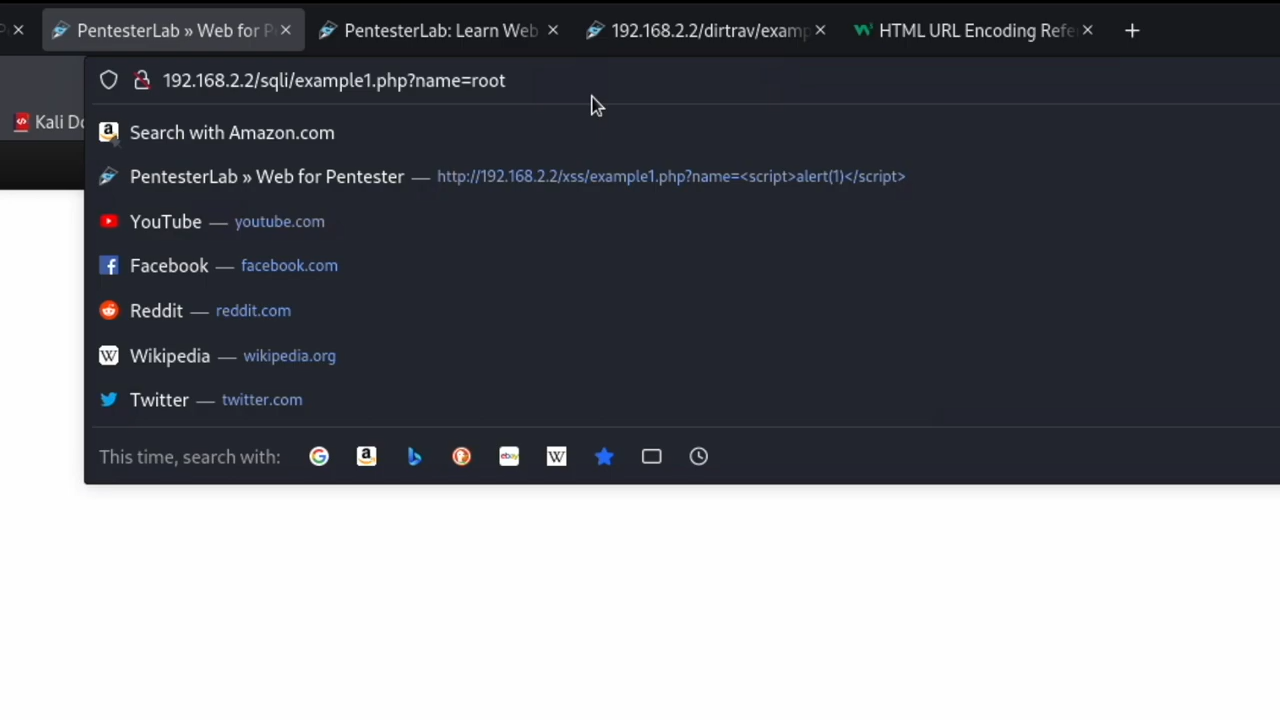 PentesterLab » Web for P
PentesterLab: Learn Web
192.168.2.2/dirtrav/examp
HTML URL Encoding Refe
192.168.2.2/sqli/example1.php?name=root
Kali Do
Search with Amazon.com
PentesterLab » Web for Pentester — http://192.168.2.2/xss/example1.php?name=<script>alert(1)</script>
YouTube — youtube.com
Facebook — facebook.com
Reddit — reddit.com
Wikipedia — wikipedia.org
Twitter — twitter.com
This time, search with: